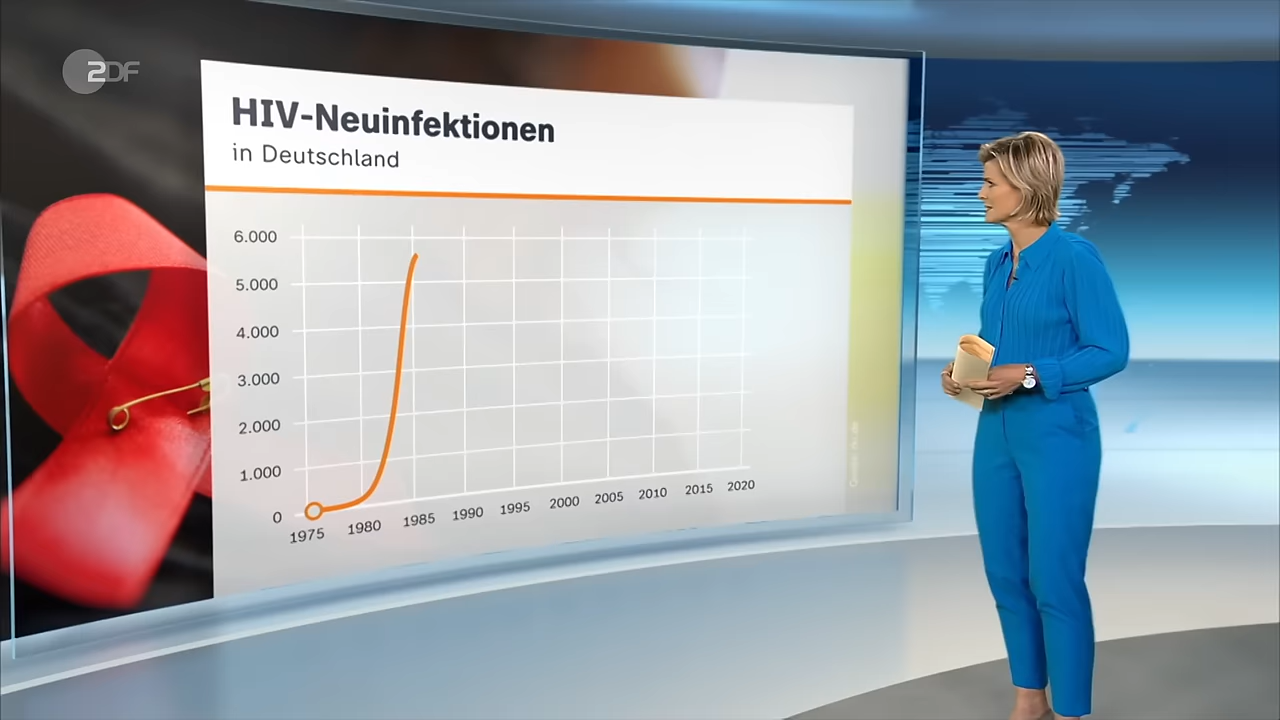 ZDF
HIV-Neuinfektionen
in Deutschland
6.000
5.000
4.000
3.000
2.000
1.000
0
1975 1980 1985 1990 1995 2000 2005 2010 2015 2020